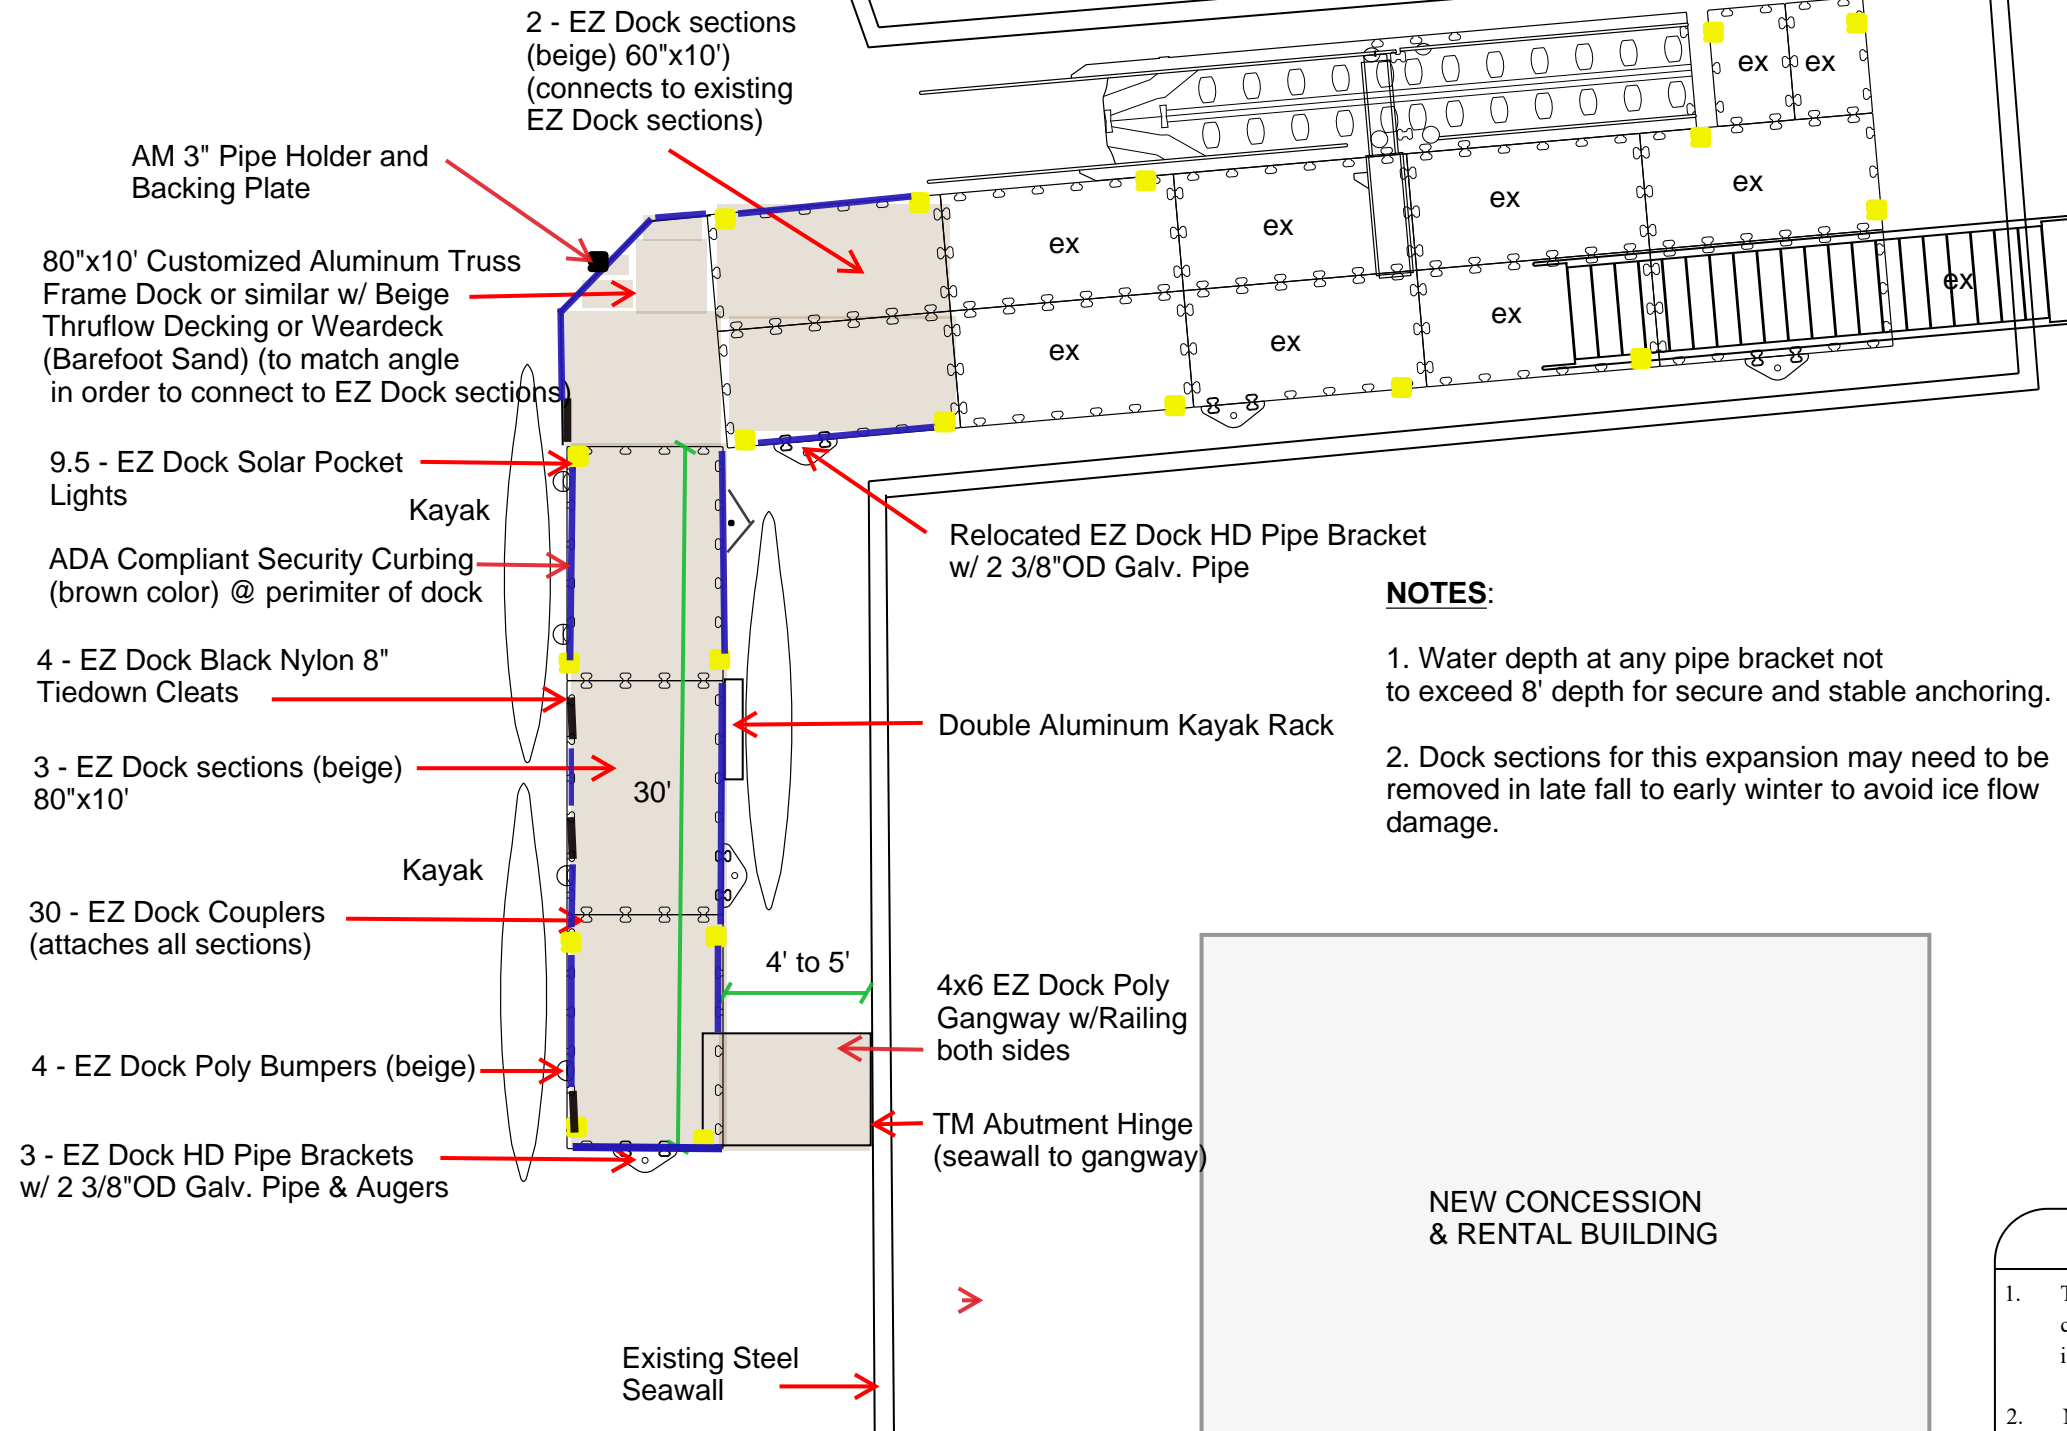 2 - EZ Dock sections
(beige) 60"x10')
(connects to existing
EZ Dock sections)
AM 3" Pipe Holder and
Backing Plate
80"x10' Customized Aluminum Truss
Frame Dock or similar w/ Beige
Thruflow Decking or Weardeck
(Barefoot Sand) (to match angle
in order to connect to EZ Dock sections)
ex
ex
ex
ex
ex
ex
ex
ex
ex
ex
9.5 - EZ Dock Solar Pocket
Lights
Kayak
ADA Compliant Security Curbing
(brown color) @ perimiter of dock
4 - EZ Dock Black Nylon 8"
Tiedown Cleats
3 - EZ Dock sections (beige)
80"x10'
30'
Kayak
30 - EZ Dock Couplers
(attaches all sections)
4 - EZ Dock Poly Bumpers (beige)
3 - EZ Dock HD Pipe Brackets
w/ 2 3/8"OD Galv. Pipe & Augers
Relocated EZ Dock HD Pipe Bracket
w/ 2 3/8"OD Galv. Pipe
Double Aluminum Kayak Rack
4' to 5'
4x6 EZ Dock Poly
Gangway w/Railing
both sides
TM Abutment Hinge
(seawall to gangway)
Existing Steel
Seawall
NOTES:
1. Water depth at any pipe bracket not
to exceed 8' depth for secure and stable anchoring.
2. Dock sections for this expansion may need to be
removed in late fall to early winter to avoid ice flow
damage.
NEW CONCESSION
& RENTAL BUILDING
1.
2.